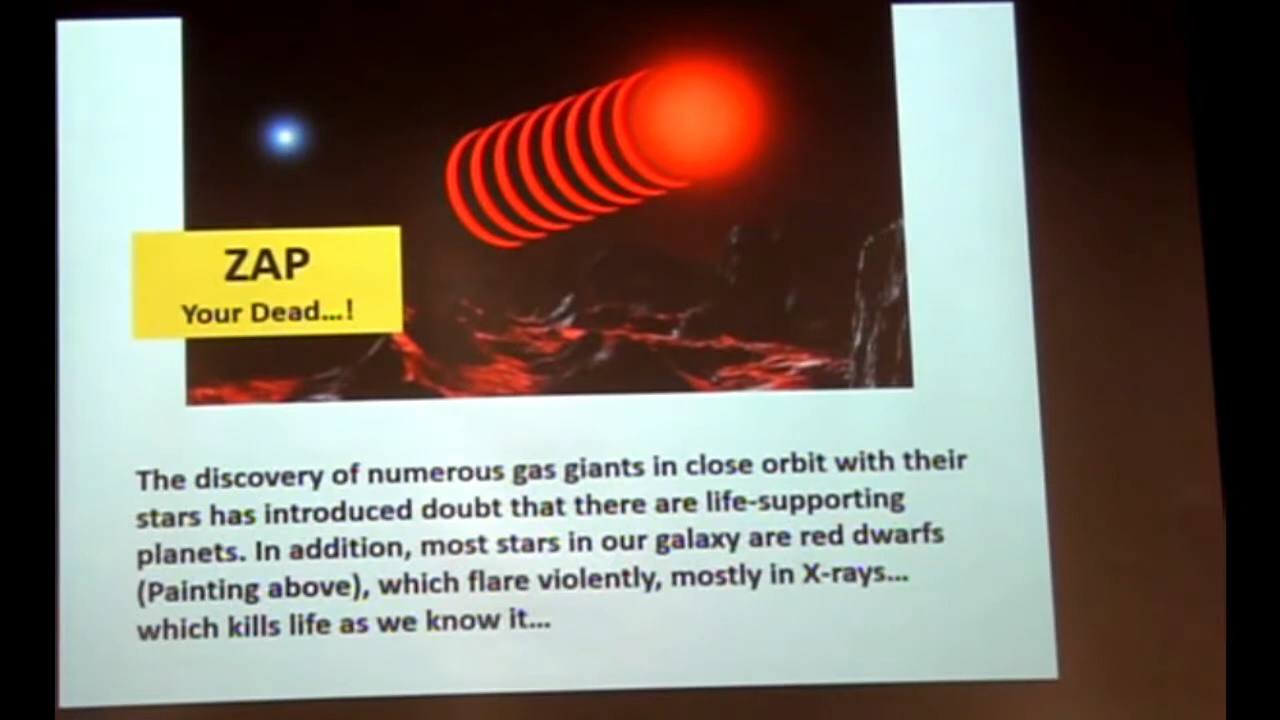 ZAP
Your Dead...!
The discovery of numerous gas giants in close orbit with their
stars has introduced doubt that there are life-supporting
planets. In addition, most stars in our galaxy are red dwarfs
(Painting above), which flare violently, mostly in X-rays...
which kills life as we know it...